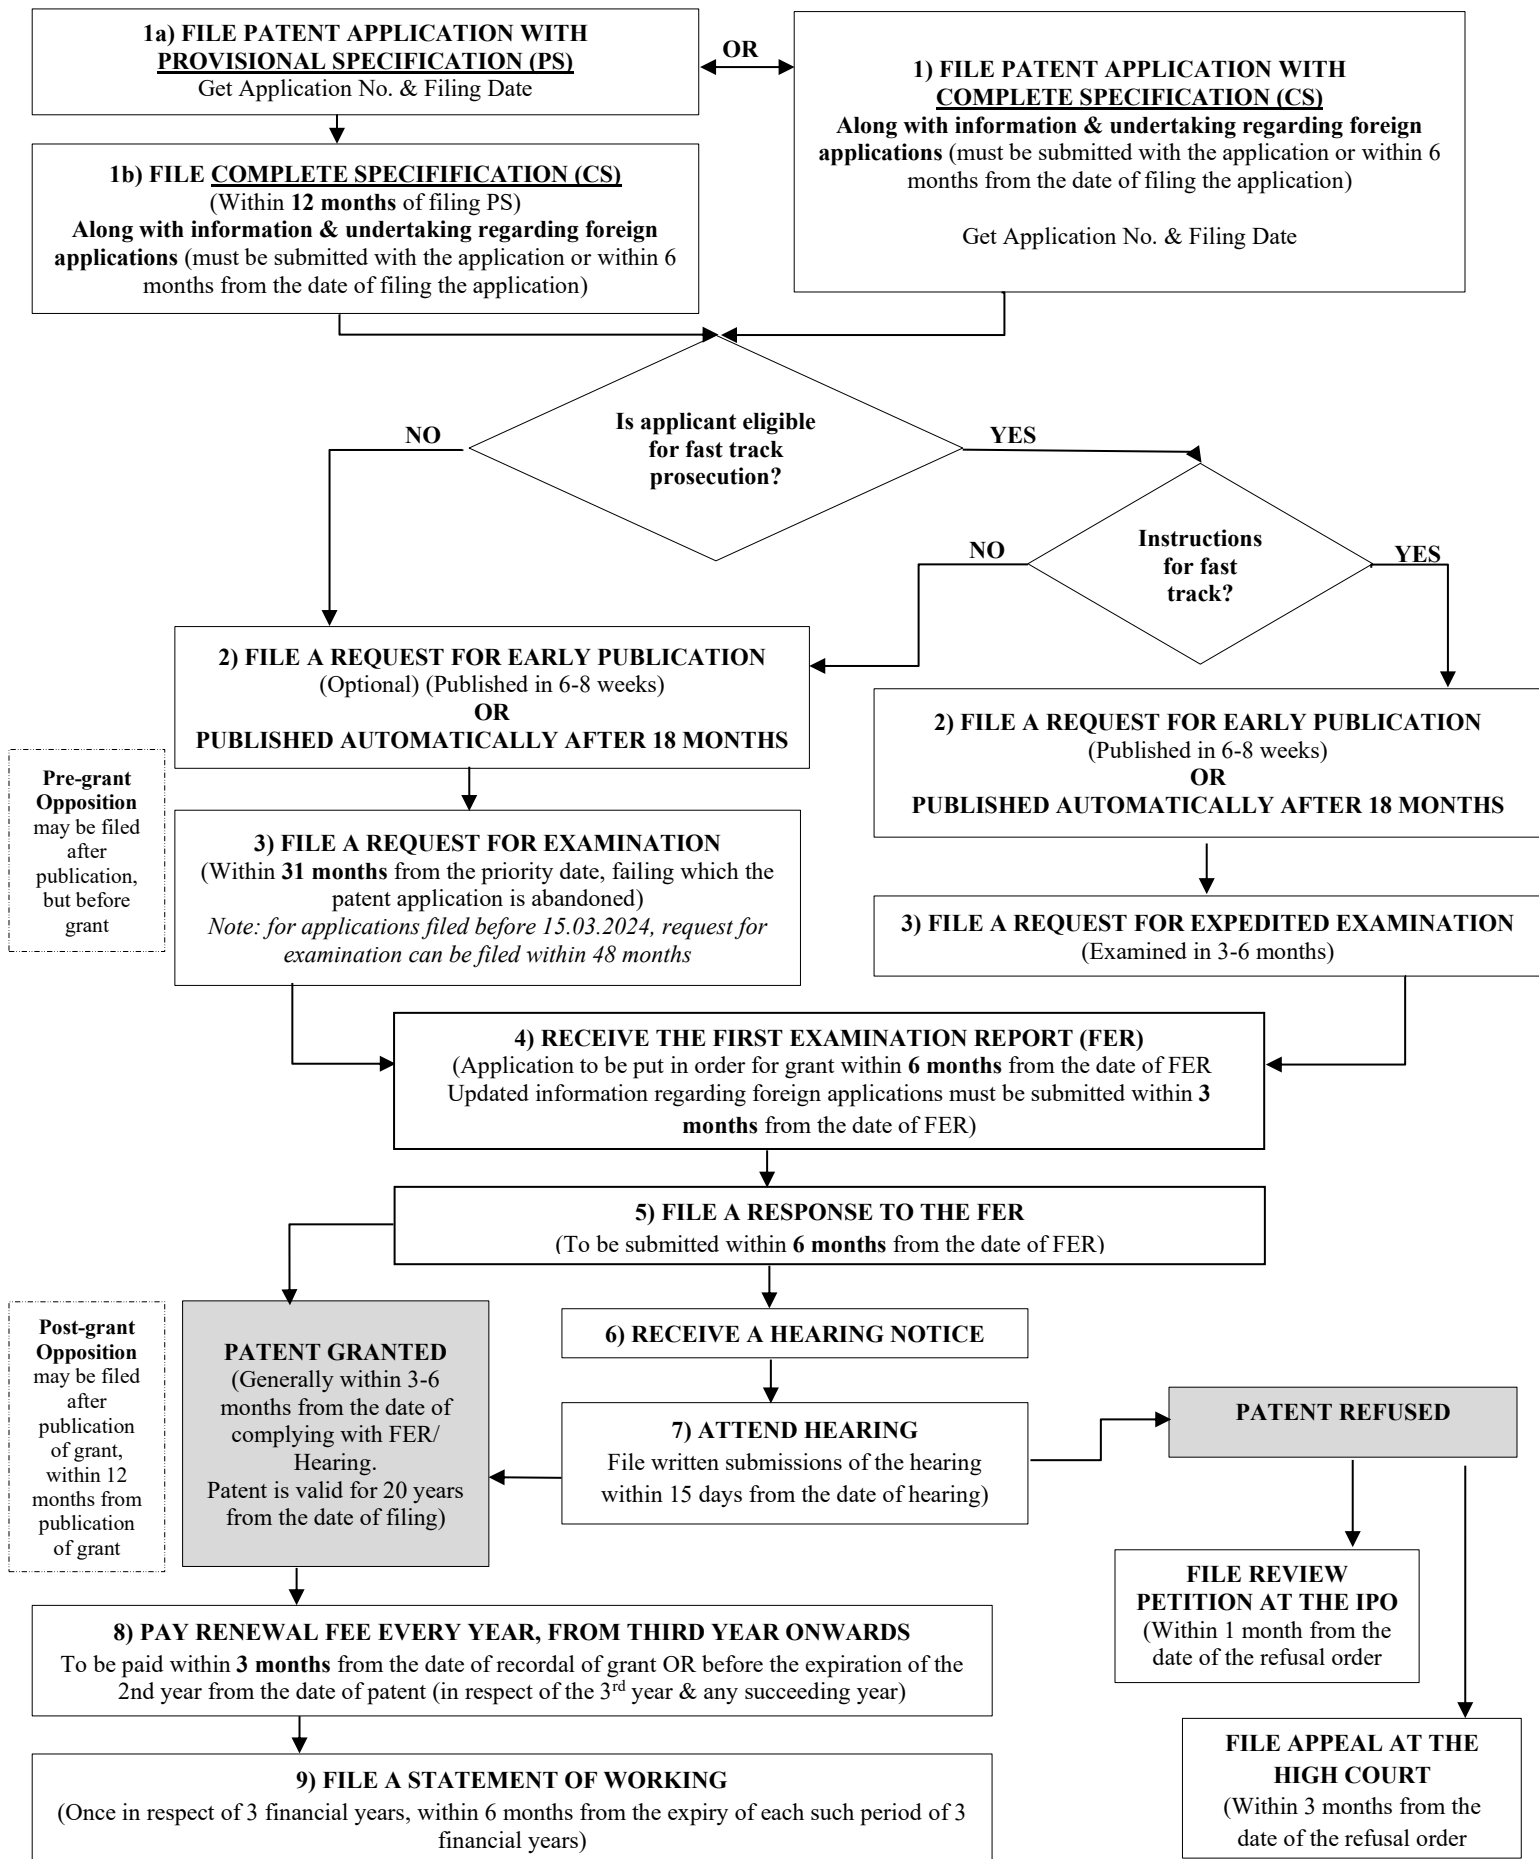 1a) FILE PATENT APPLICATION WITH
PROVISIONAL SPECIFICATION (PS)
Get Application No. & Filing Date
OR
1) FILE PATENT APPLICATION WITH
COMPLETE SPECIFICATION (CS)
Along with information & undertaking regarding foreign
applications (must be submitted with the application or within 6
months from the date of filing the application)
Get Application No. & Filing Date
1b) FILE COMPLETE SPECIFIFICATION (CS)
(Within 12 months of filing PS)
Along with information & undertaking regarding foreign
applications (must be submitted with the application or within 6
months from the date of filing the application)
Is applicant eligible
for fast track
prosecution?
NO
YES
Instructions
for fast
track?
NO
YES
2) FILE A REQUEST FOR EARLY PUBLICATION
(Optional) (Published in 6-8 weeks)
OR
PUBLISHED AUTOMATICALLY AFTER 18 MONTHS
2) FILE A REQUEST FOR EARLY PUBLICATION
(Published in 6-8 weeks)
OR
PUBLISHED AUTOMATICALLY AFTER 18 MONTHS
Pre-grant
Opposition
may be filed
after
publication,
but before
grant
3) FILE A REQUEST FOR EXAMINATION
(Within 31 months from the priority date, failing which the
patent application is abandoned)
Note: for applications filed before 15.03.2024, request for
examination can be filed within 48 months
3) FILE A REQUEST FOR EXPEDITED EXAMINATION
(Examined in 3-6 months)
4) RECEIVE THE FIRST EXAMINATION REPORT (FER)
(Application to be put in order for grant within 6 months from the date of FER
Updated information regarding foreign applications must be submitted within 3
months from the date of FER)
5) FILE A RESPONSE TO THE FER
(To be submitted within 6 months from the date of FER)
Post-grant
Opposition
may be filed
after
publication
of grant,
within 12
months from
publication
of grant
PATENT GRANTED
(Generally within 3-6
months from the date of
complying with FER/
Hearing.
Patent is valid for 20 years
from the date of filing)
6) RECEIVE A HEARING NOTICE
7) ATTEND HEARING
File written submissions of the hearing
within 15 days from the date of hearing)
PATENT REFUSED
FILE REVIEW
PETITION AT THE IPO
(Within 1 month from the
date of the refusal order
8) PAY RENEWAL FEE EVERY YEAR, FROM THIRD YEAR ONWARDS
To be paid within 3 months from the date of recordal of grant OR before the expiration of the
2nd year from the date of patent (in respect of the 3rd year & any succeeding year)
FILE APPEAL AT THE
HIGH COURT
(Within 3 months from the
date of the refusal order
9) FILE A STATEMENT OF WORKING
(Once in respect of 3 financial years, within 6 months from the expiry of each such period of 3
financial years)